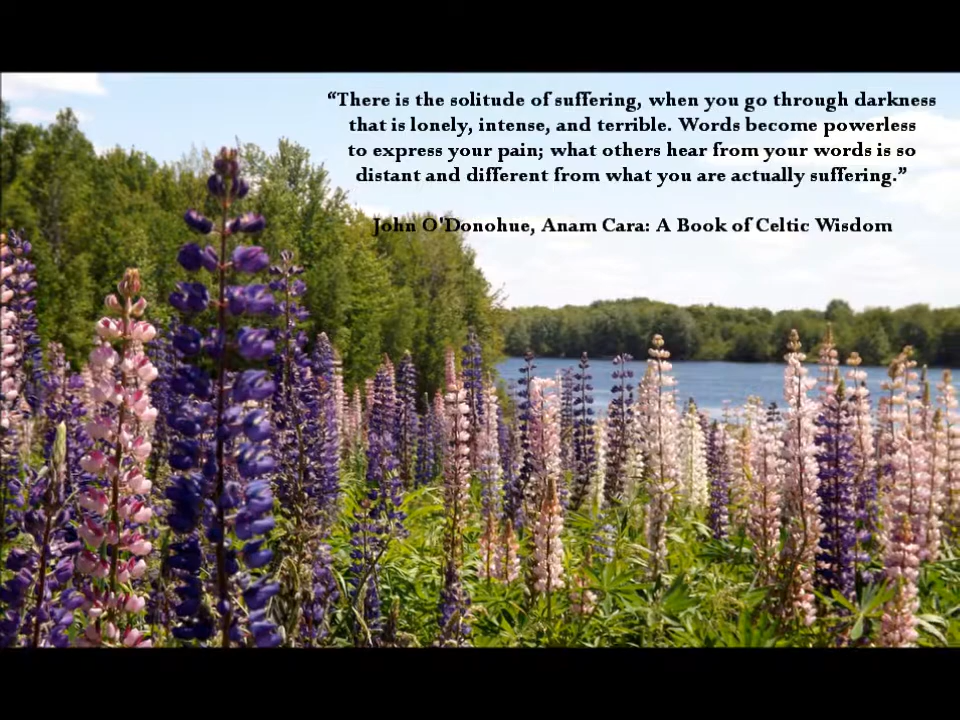 “There is the solitude of suffering, when you go through darkness
that is lonely, intense, and terrible. Words become powerless
to express your pain; what others hear from your words is so
distant and different from what you are actually suffering.”
John O'Donohue, Anam Cara: A Book of Celtic Wisdom